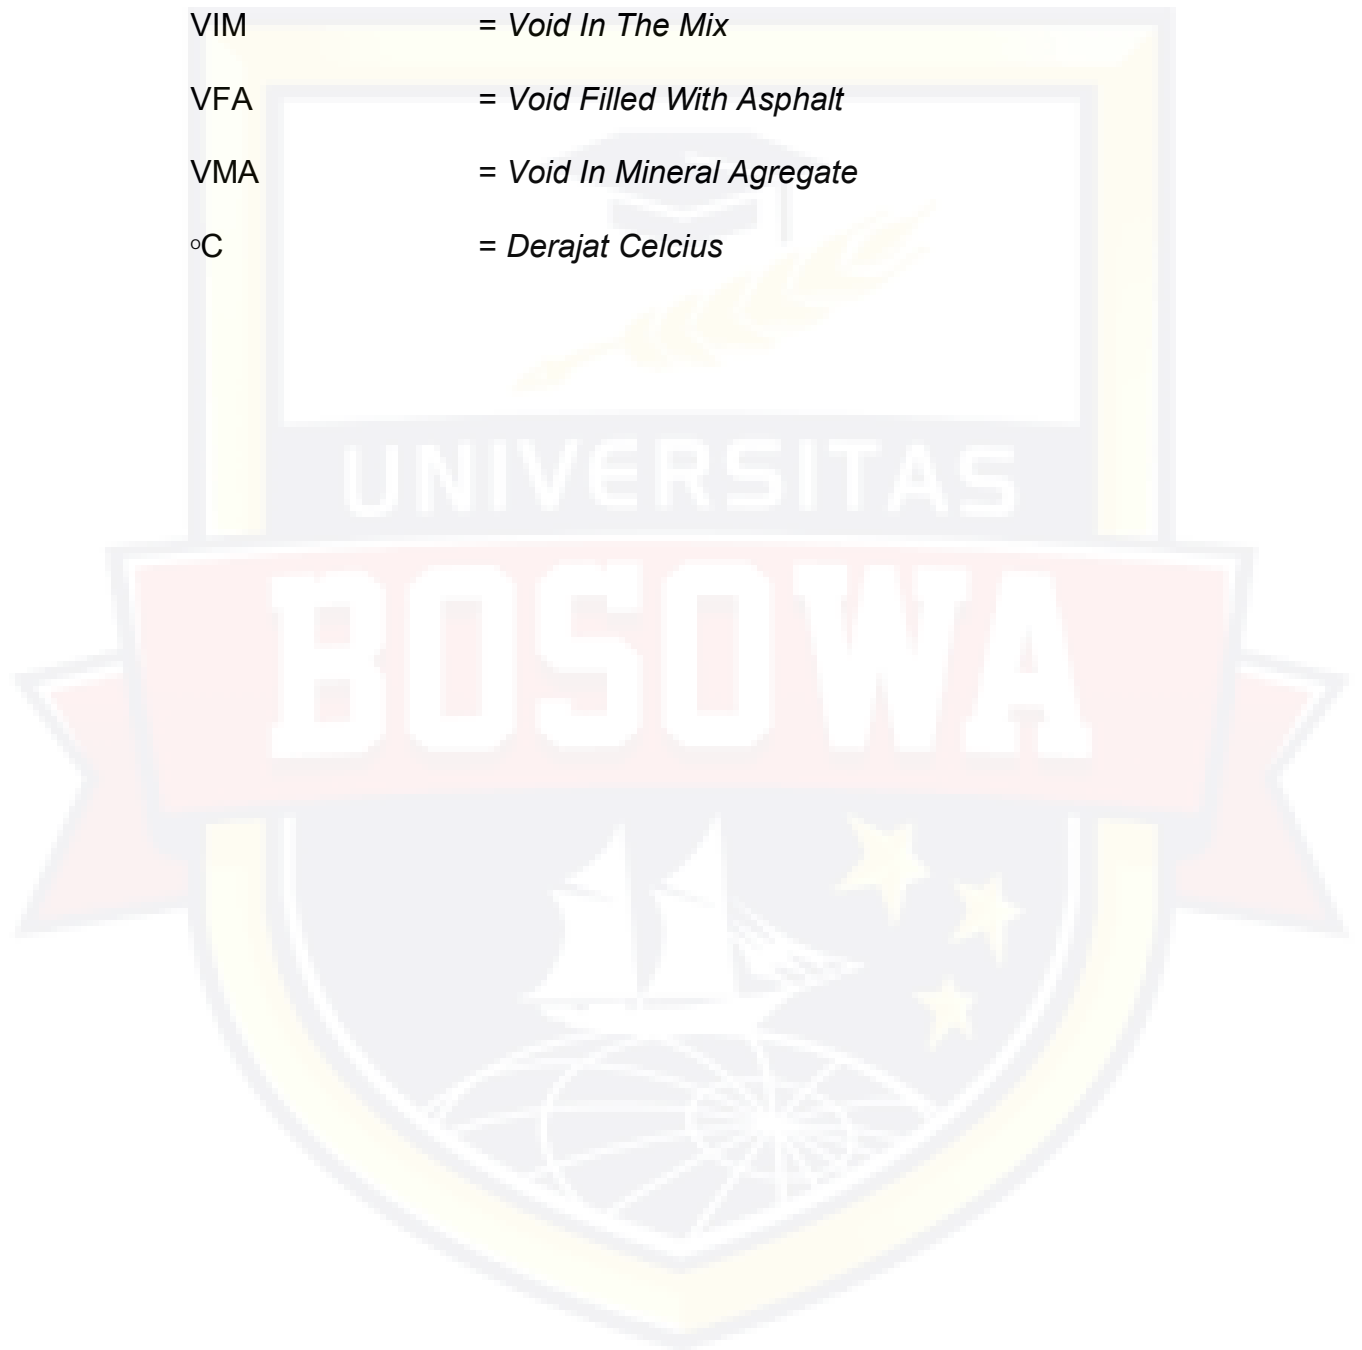 VIM = Void In The Mix
VFA = Void Filled With Asphalt
VMA = Void In Mineral Agregate
ºC = Derajat Celcius
UNIVERSITAS
BOSOWA